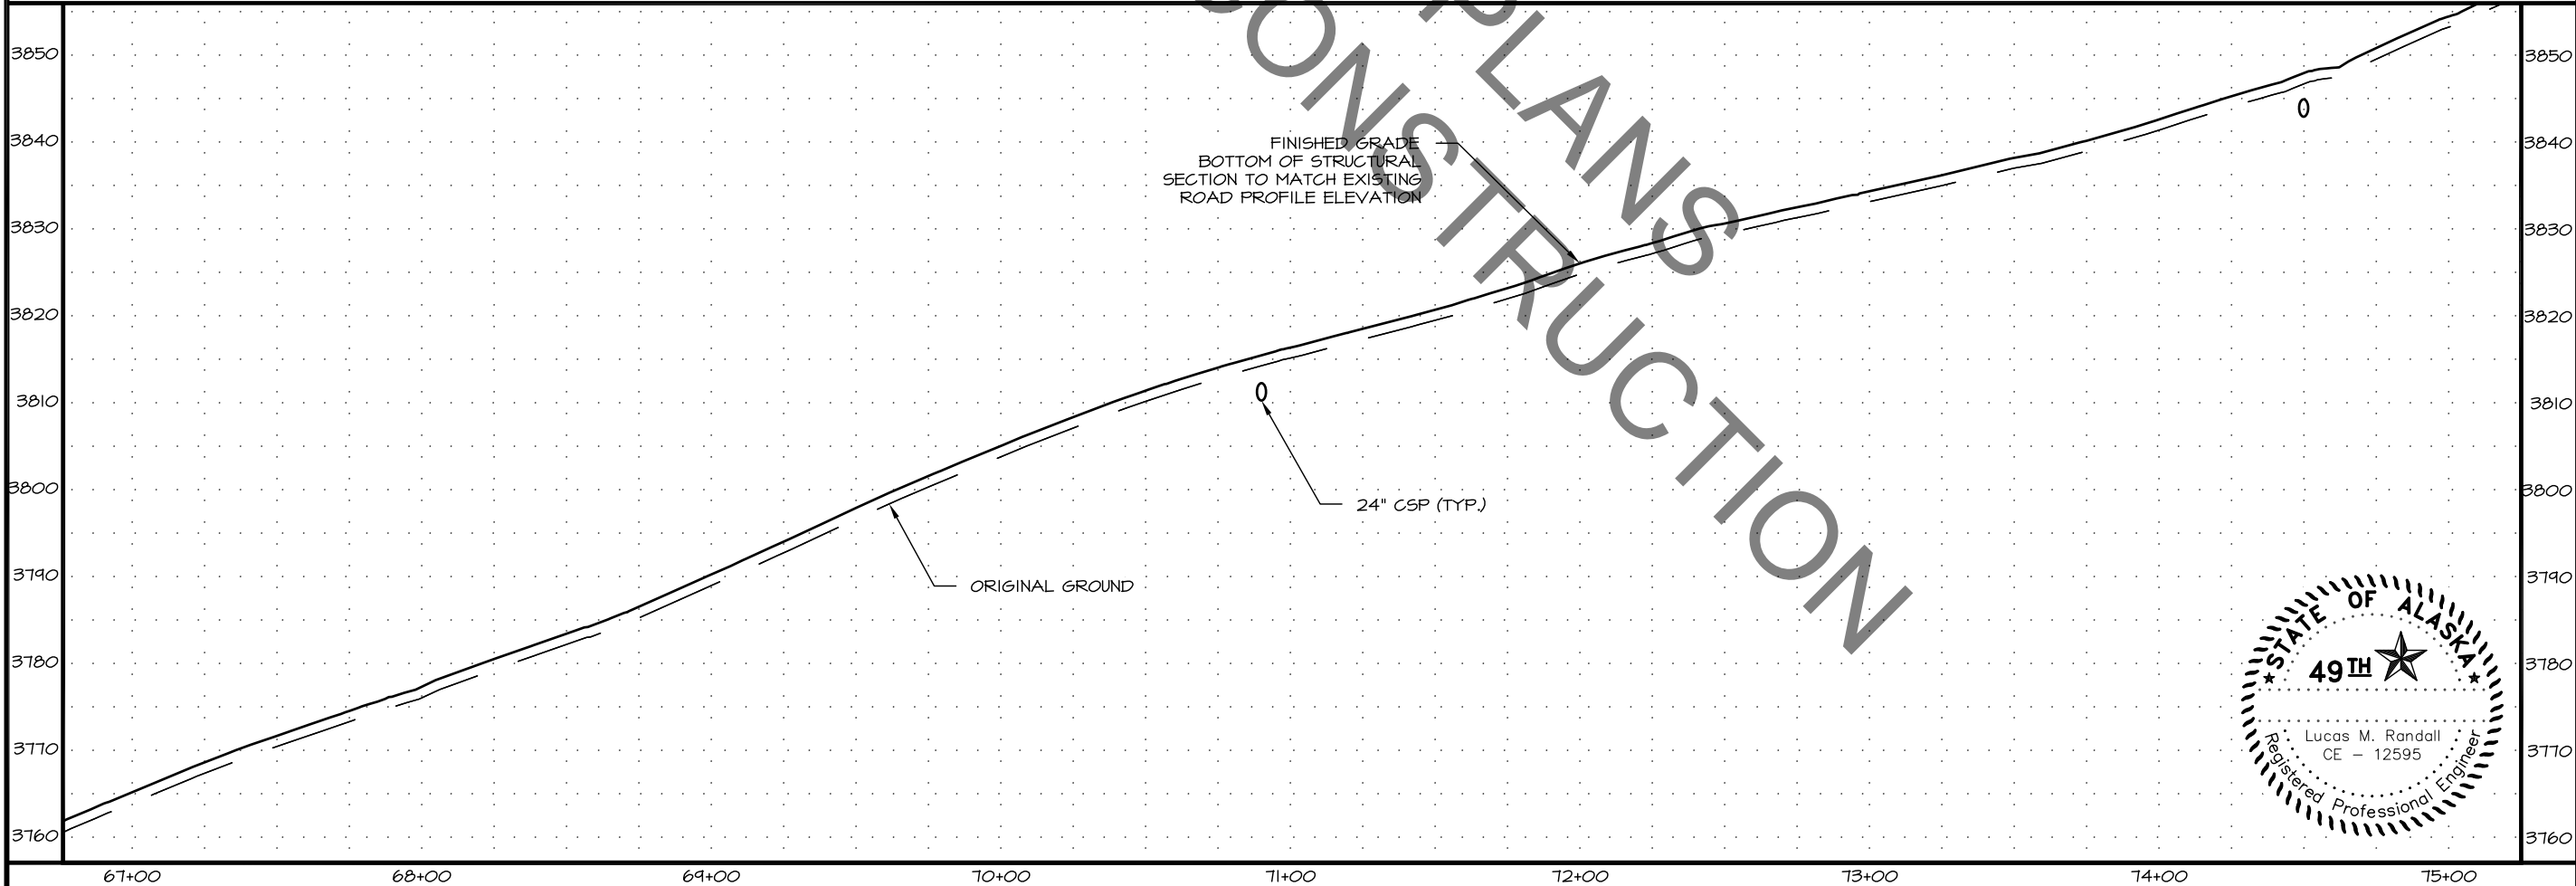 PLANS
CONSTRUCTION
3850
3840
3830
3820
3810
3800
3790
3780
3770
3760
3850
3840
3830
3820
3810
3800
3790
3780
3770
3760
FINISHED GRADE
BOTTOM OF STRUCTURAL
SECTION TO MATCH EXISTING
ROAD PROFILE ELEVATION
24" CSP (TYP.)
ORIGINAL GROUND
STATE OF ALASKA
49TH
Lucas M. Randall
CE - 12595
Registered Professional Engineer
67+00 68+00 69+00 70+00 71+00 72+00 73+00 74+00 75+00